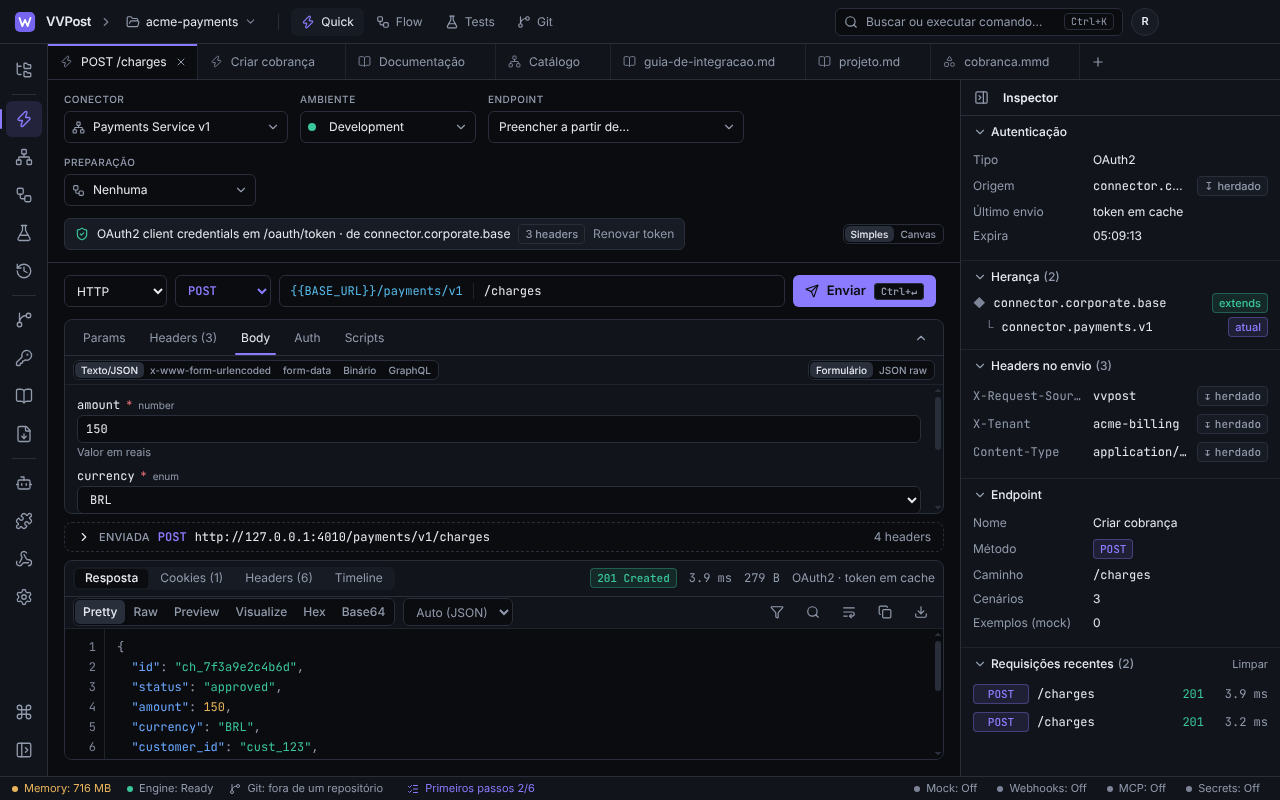 VVPost
acme-payments
Quick
Flow
Tests
Git
Buscar ou executar comando...
Ctrl+K
R
POST /charges
Criar cobrança
Documentação
Catálogo
guia-de-integracao.md
projeto.md
cobranca.mmd
CONECTOR
AMBIENTE
ENDPOINT
Payments Service v1
Development
Preencher a partir de...
PREPARAÇÃO
Nenhuma
OAuth2 client credentials em /oauth/token · de connector.corporate.base
3 headers
Renovar token
Simples
Canvas
HTTP
POST
{{BASE_URL}}/payments/v1
/charges
Enviar
Ctrl+↵
Params
Headers (3)
Body
Auth
Scripts
Texto/JSON
x-www-form-urlencoded
form-data
Binário
GraphQL
Formulário
JSON raw
amount * number
150
Valor em reais
currency * enum
BRL
ENVIADA POST http://127.0.0.1:4010/payments/v1/charges
4 headers
Resposta
Cookies (1)
Headers (6)
Timeline
201 Created
3.9 ms
279 B
OAuth2 · token em cache
Pretty
Raw
Preview
Visualize
Hex
Base64
Auto (JSON)
1 {
2 "id": "ch_7f3a9e2c4b6d",
3 "status": "approved",
4 "amount": 150,
5 "currency": "BRL",
6 "customer_id": "cust_123",
Inspector
Autenticação
Tipo OAuth2
Origem connector.c... ↧ herdado
Último envio token em cache
Expira 05:09:13
Herança (2)
connector.corporate.base extends
└ connector.payments.v1 atual
Headers no envio (3)
X-Request-Sour... vvpost ↧ herdado
X-Tenant acme-billing ↧ herdado
Content-Type application/... ↧ herdado
Endpoint
Nome Criar cobrança
Método POST
Caminho /charges
Cenários 3
Exemplos (mock) 0
Requisições recentes (2) Limpar
POST /charges 201 3.9 ms
POST /charges 201 3.2 ms
Memory: 716 MB
Engine: Ready
Git: fora de um repositório
Primeiros passos 2/6
Mock: Off
Webhooks: Off
MCP: Off
Secrets: Off